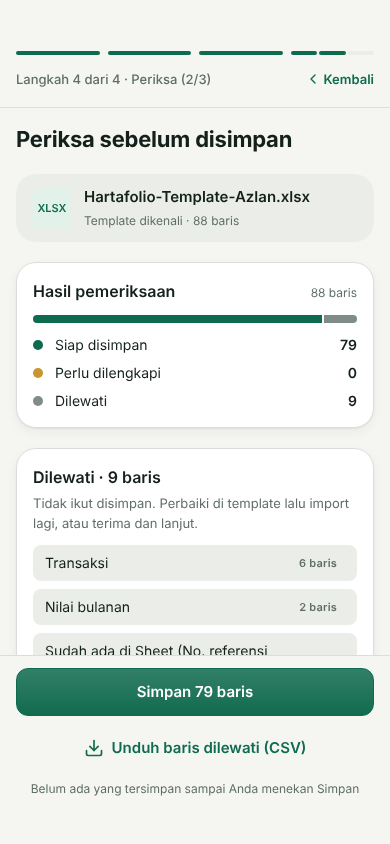 Langkah 4 dari 4 · Periksa (2/3)
Kembali
Periksa sebelum disimpan
XLSX
Hartafolio-Template-Azlan.xlsx
Template dikenali · 88 baris
Hasil pemeriksaan
88 baris
Siap disimpan
79
Perlu dilengkapi
0
Dilewati
9
Dilewati · 9 baris
Tidak ikut disimpan. Perbaiki di template lalu import
lagi, atau terima dan lanjut.
Transaksi
6 baris
Nilai bulanan
2 baris
Sudah ada di Sheet (No. referensi
Simpan 79 baris
Unduh baris dilewati (CSV)
Belum ada yang tersimpan sampai Anda menekan Simpan